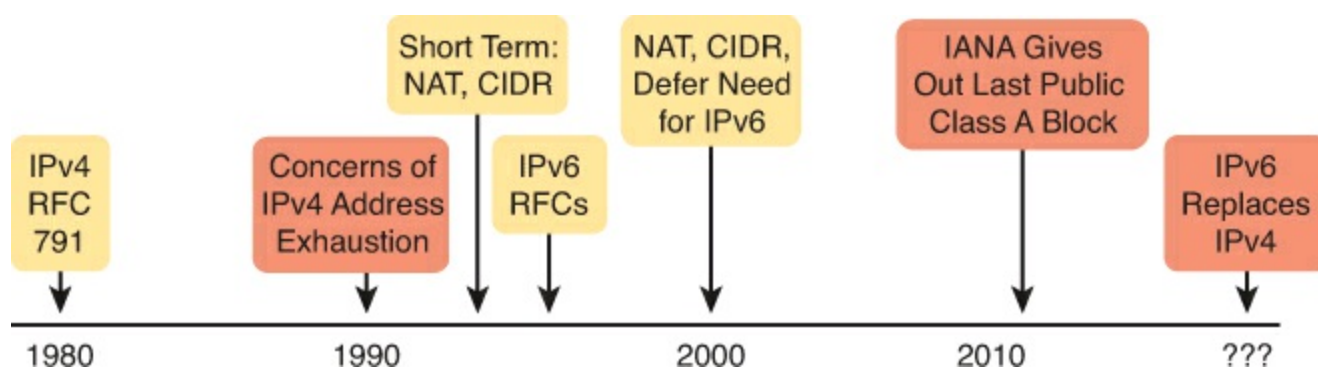 IPv4
RFC
791
Concerns of
IPv4 Address
Exhaustion
Short Term:
NAT, CIDR
IPv6
RFCs
NAT, CIDR,
Defer Need
for IPv6
IANA Gives
Out Last Public
Class A Block
IPv6
Replaces
IPv4
1980
1990
2000
2010
???